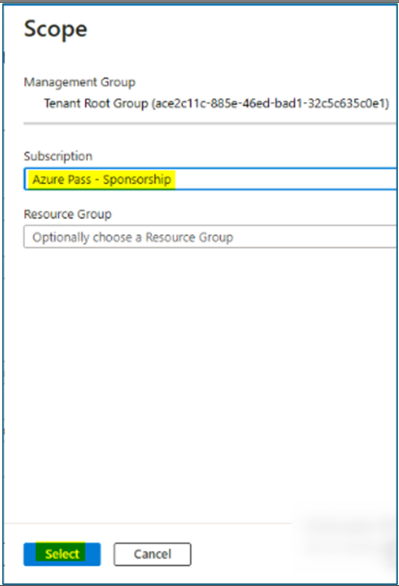 Scope
Management Group
Tenant Root Group (ace2c11c-885e-46ed-bad1-32c5c635c0e1)
Subscription
Azure Pass - Sponsorship
Resource Group
Optionally choose a Resource Group
Select
Cancel